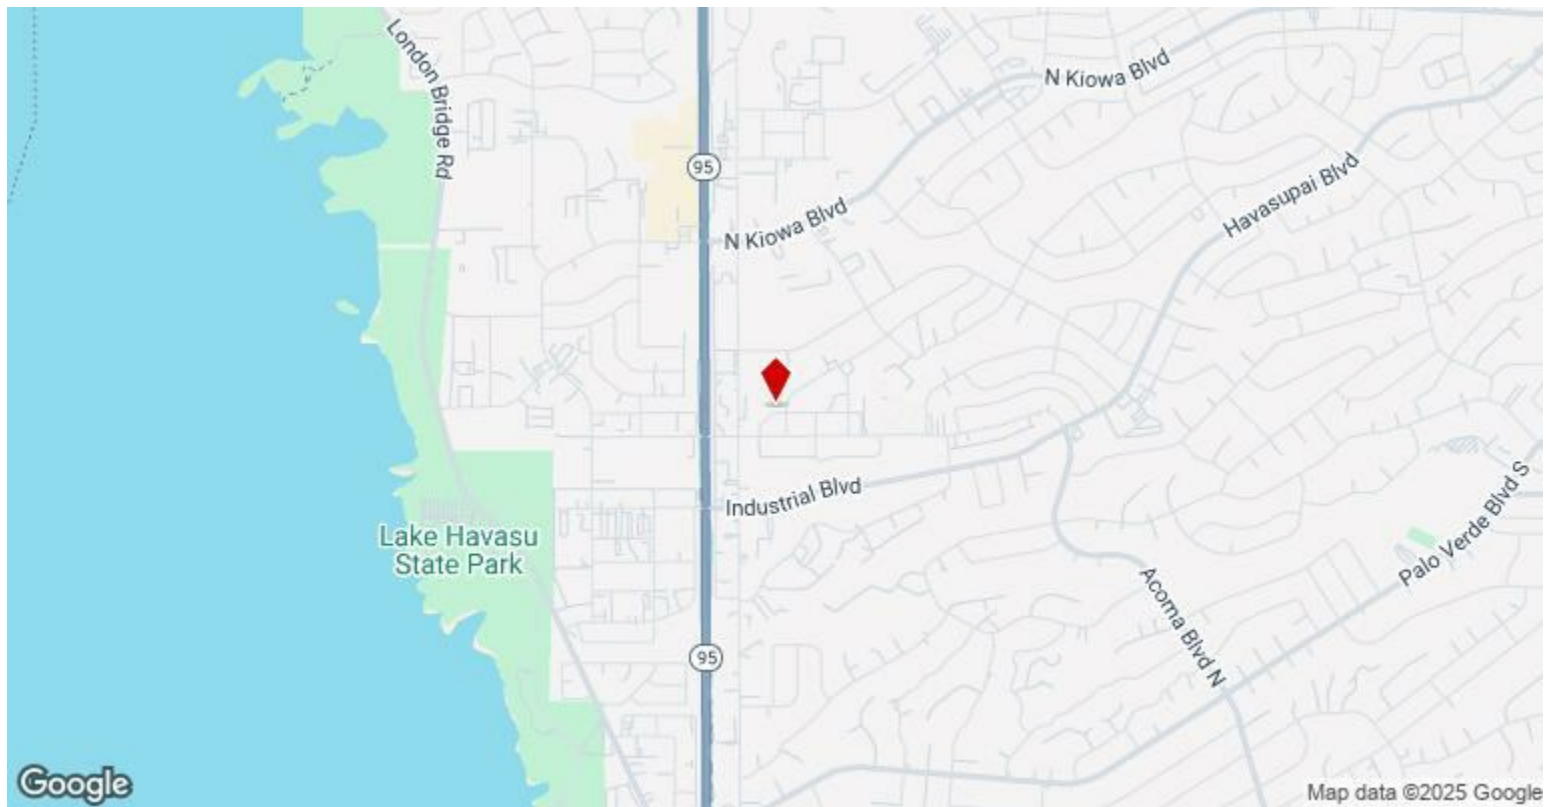 London Bridge Rd
N Kiowa Blvd
95
Havasupai Blvd
N Kiowa Blvd
Industrial Blvd
Lake Havasu
State Park
Palo Verde Blvd S
Acoma Blvd N
95
Google
Map data ©2025 Google